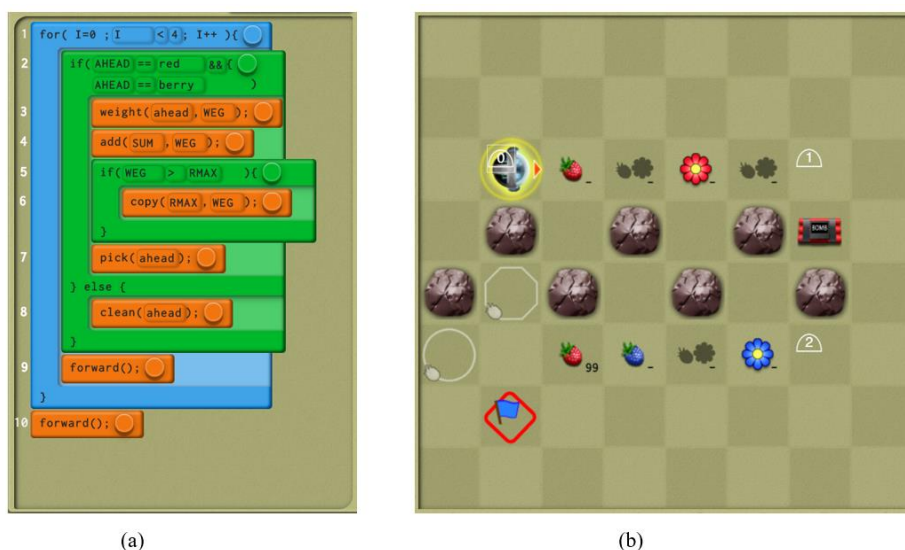 1 for( I=0 ; I < 4; I++ ){
2 if( AHEAD == red &&(
AHEAD == berry )
3 weight( ahead , WEG );
4 add( SUM , WEG );
5 if( WEG > RMAX ){
6 copy( RMAX , WEG );
}
7 pick( ahead );
} else {
8 clean( ahead );
}
9 forward();
}
10 forward();
0
-
-
-
-
1
BOMB
99
-
-
-
2
(a)
(b)